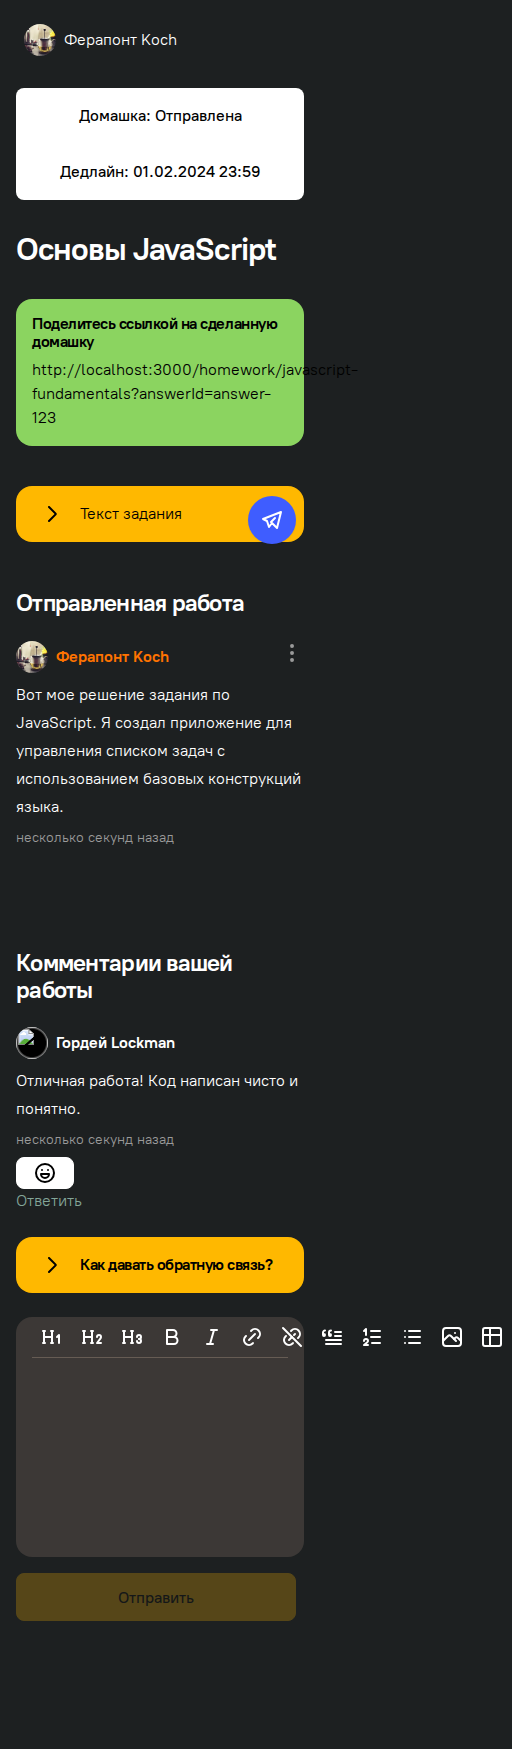 Ферапонт Koch
Домашка: Отправлена
Дедлайн: 01.02.2024 23:59
Основы JavaScript
Поделитесь ссылкой на сделанную
домашку
http://localhost:3000/homework/javascript-
fundamentals?answerId=answer-
123
Текст задания
Отправленная работа
Ферапонт Koch
Вот мое решение задания по
JavaScript. Я создал приложение для
управления списком задач с
использованием базовых конструкций
языка.
несколько секунд назад
Комментарии вашей
работы
Гордей Lockman
Отличная работа! Код написан чисто и
понятно.
несколько секунд назад
Ответить
Как давать обратную связь?
H1 H2 H3 B I
Отправить